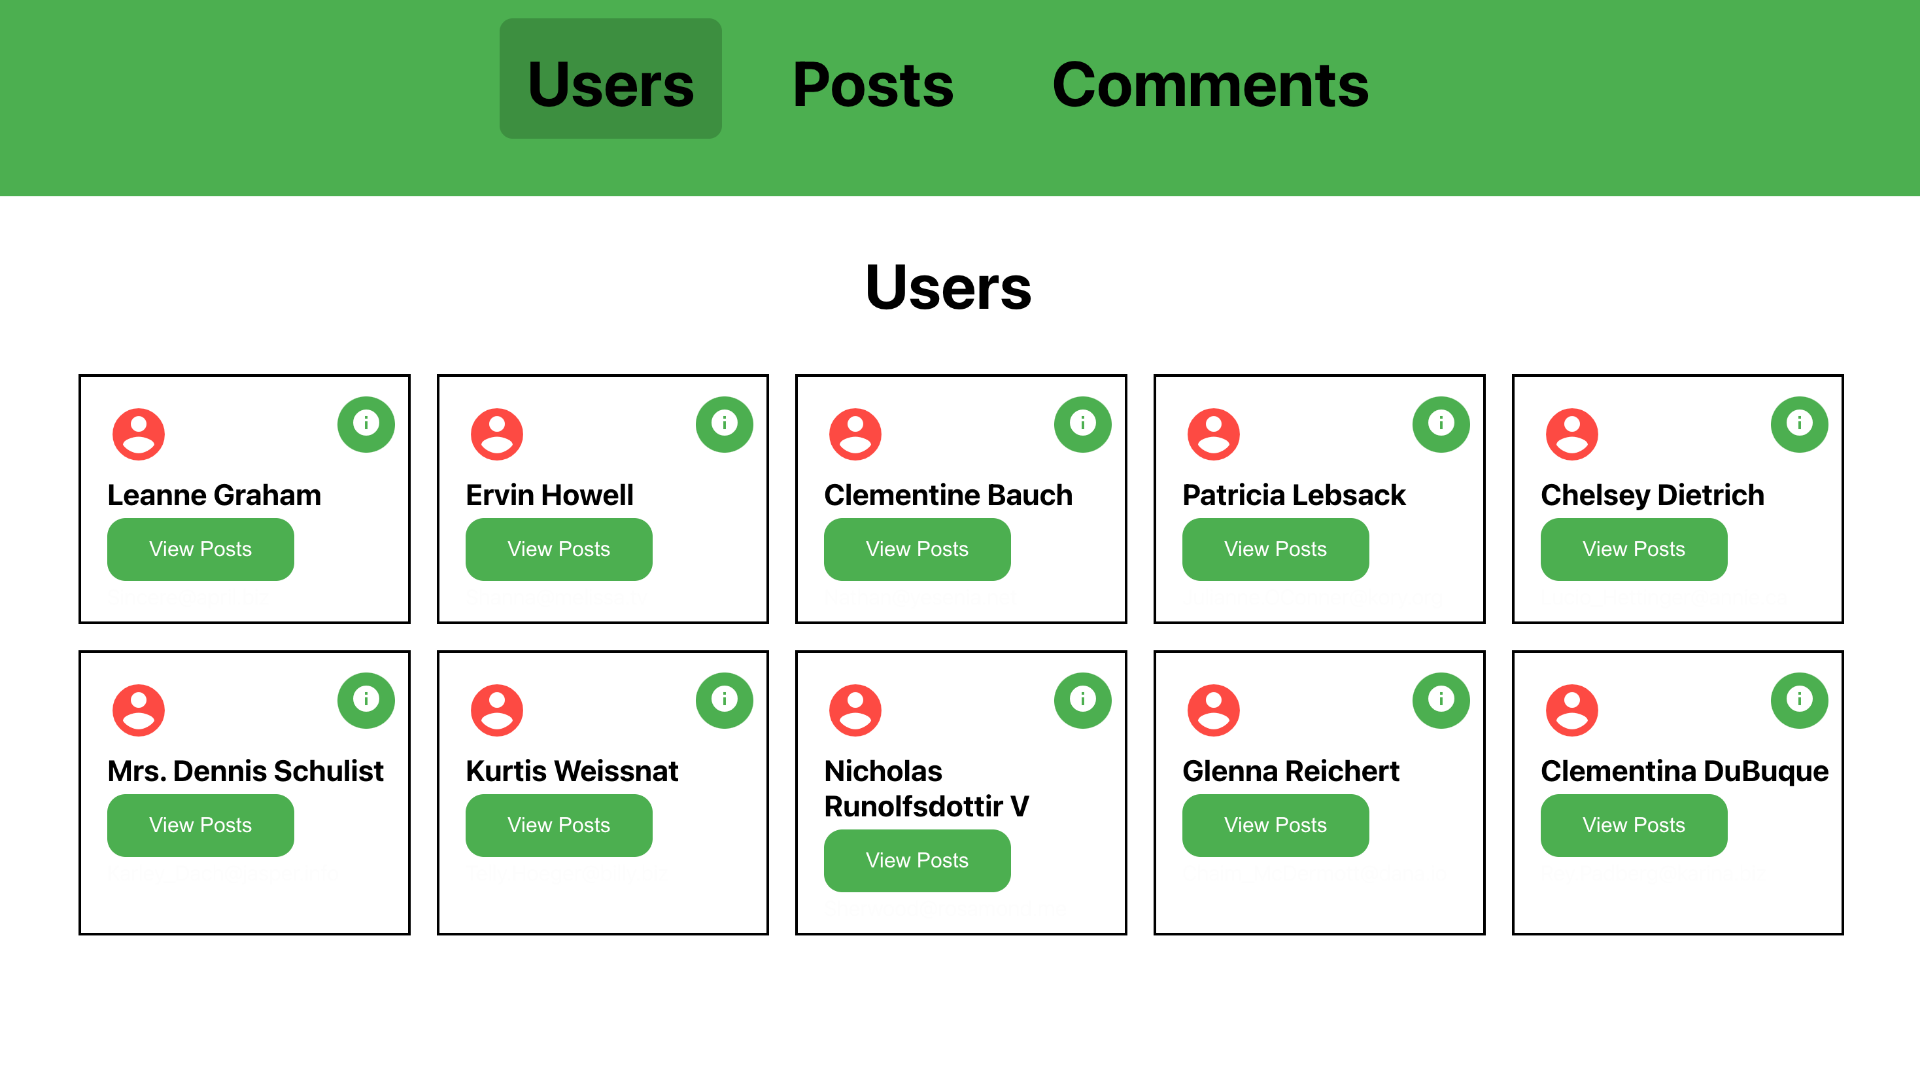 Users Posts Comments
Users
Leanne Graham
View Posts
Ervin Howell
View Posts
Clementine Bauch
View Posts
Patricia Lebsack
View Posts
Chelsey Dietrich
View Posts
Mrs. Dennis Schulist
View Posts
Kurtis Weissnat
View Posts
Nicholas
Runolfsdottir V
View Posts
Glenna Reichert
View Posts
Clementina DuBuque
View Posts